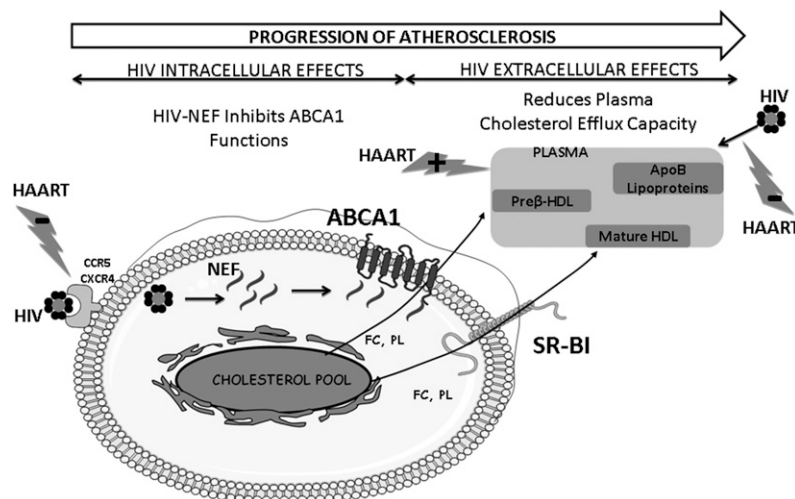 PROGRESSION OF ATHEROSCLEROSIS
HIV INTRACELLULAR EFFECTS
HIV EXTRACELLULAR EFFECTS
HIV-NEF Inhibits ABCA1
Functions
Reduces Plasma
Cholesterol Efflux Capacity
HIV
HAART
+
PLASMA
ApoB
Lipoproteins
Preβ-HDL
Mature HDL
-
HAART
HAART
-
ABCA1
CCR5
CXCR4
NEF
HIV
FC, PL
SR-BI
CHOLESTEROL POOL
FC, PL